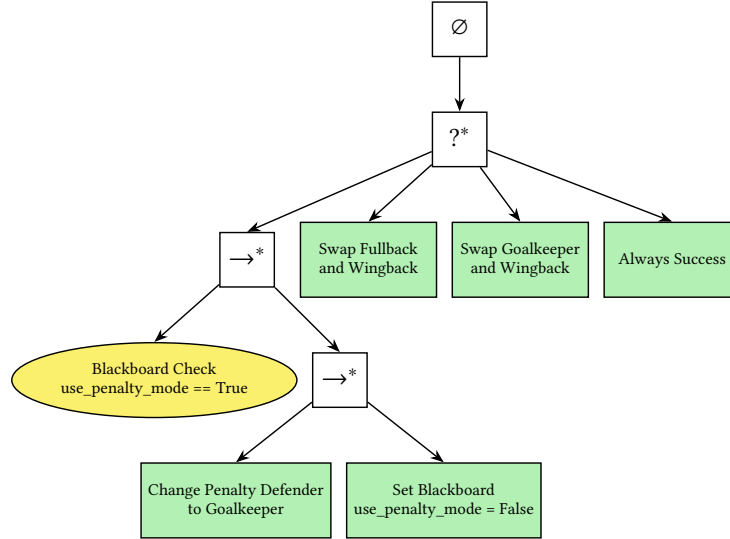 ∅
?*
→*
Swap Fullback
and Wingback
Swap Goalkeeper
and Wingback
Always Success
Blackboard Check
use_penalty_mode == True
→*
Change Penalty Defender
to Goalkeeper
Set Blackboard
use_penalty_mode = False